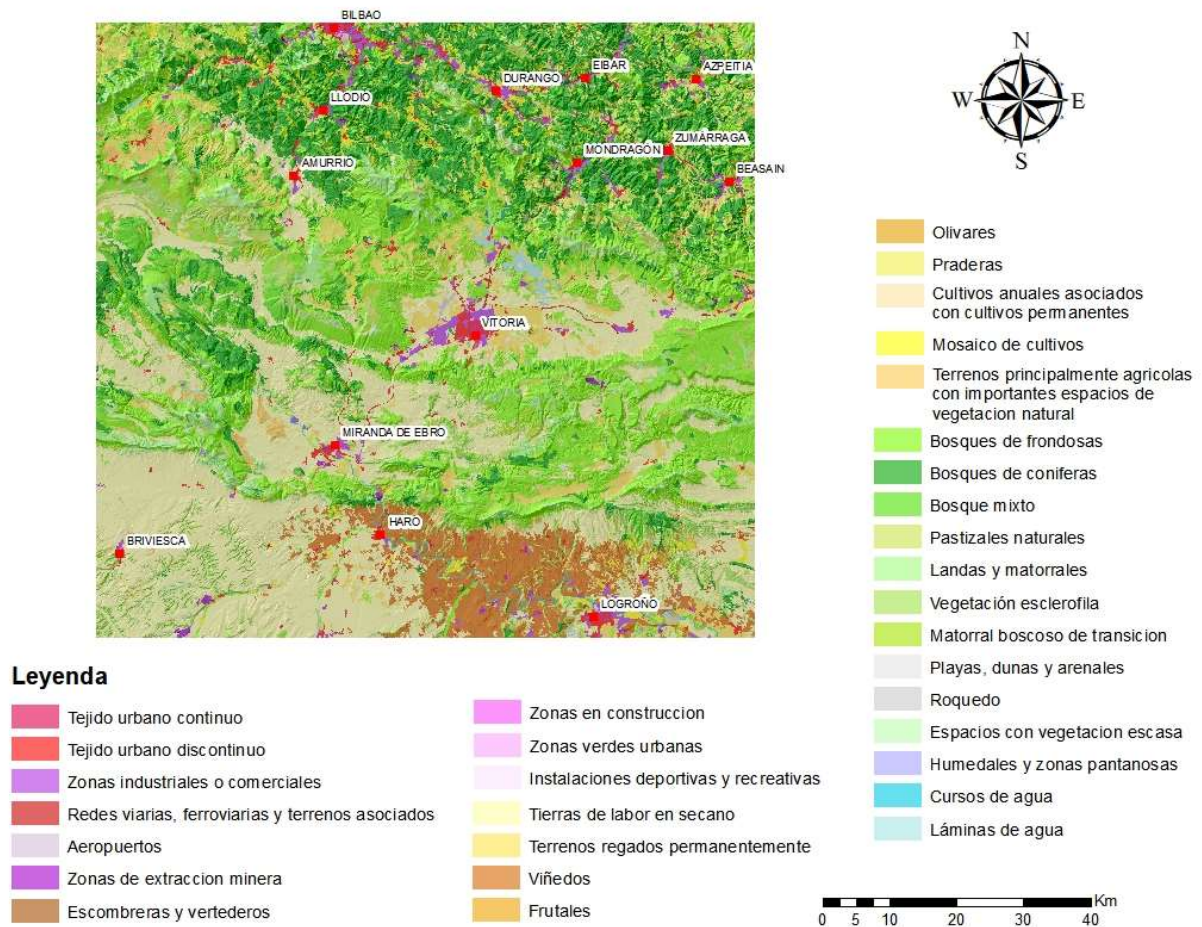 BILBAO
DURANGO
EIBAR
AZPEITIA
LLODIO
ZUMÁRRAGA
MONDRAGÓN
AMURRIO
BEASAIN
VITORIA
MIRANDA DE EBRO
HARO
BRIVIESCA
LOGROÑO
N
W
E
S
Olivares
Praderas
Cultivos anuales asociados
con cultivos permanentes
Mosaico de cultivos
Terrenos principalmente agricolas
con importantes espacios de
vegetacion natural
Bosques de frondosas
Bosques de coniferas
Bosque mixto
Pastizales naturales
Landas y matorrales
Vegetación esclerofila
Matorral boscoso de transicion
Playas, dunas y arenales
Roquedo
Espacios con vegetacion escasa
Humedales y zonas pantanosas
Cursos de agua
Láminas de agua
Leyenda
Tejido urbano continuo
Tejido urbano discontinuo
Zonas industriales o comerciales
Redes viarias, ferroviarias y terrenos asociados
Aeropuertos
Zonas de extraccion minera
Escombreras y vertederos
Zonas en construccion
Zonas verdes urbanas
Instalaciones deportivas y recreativas
Tierras de labor en secano
Terrenos regados permanentemente
Viñedos
Frutales
Km
0 5 10 20 30 40